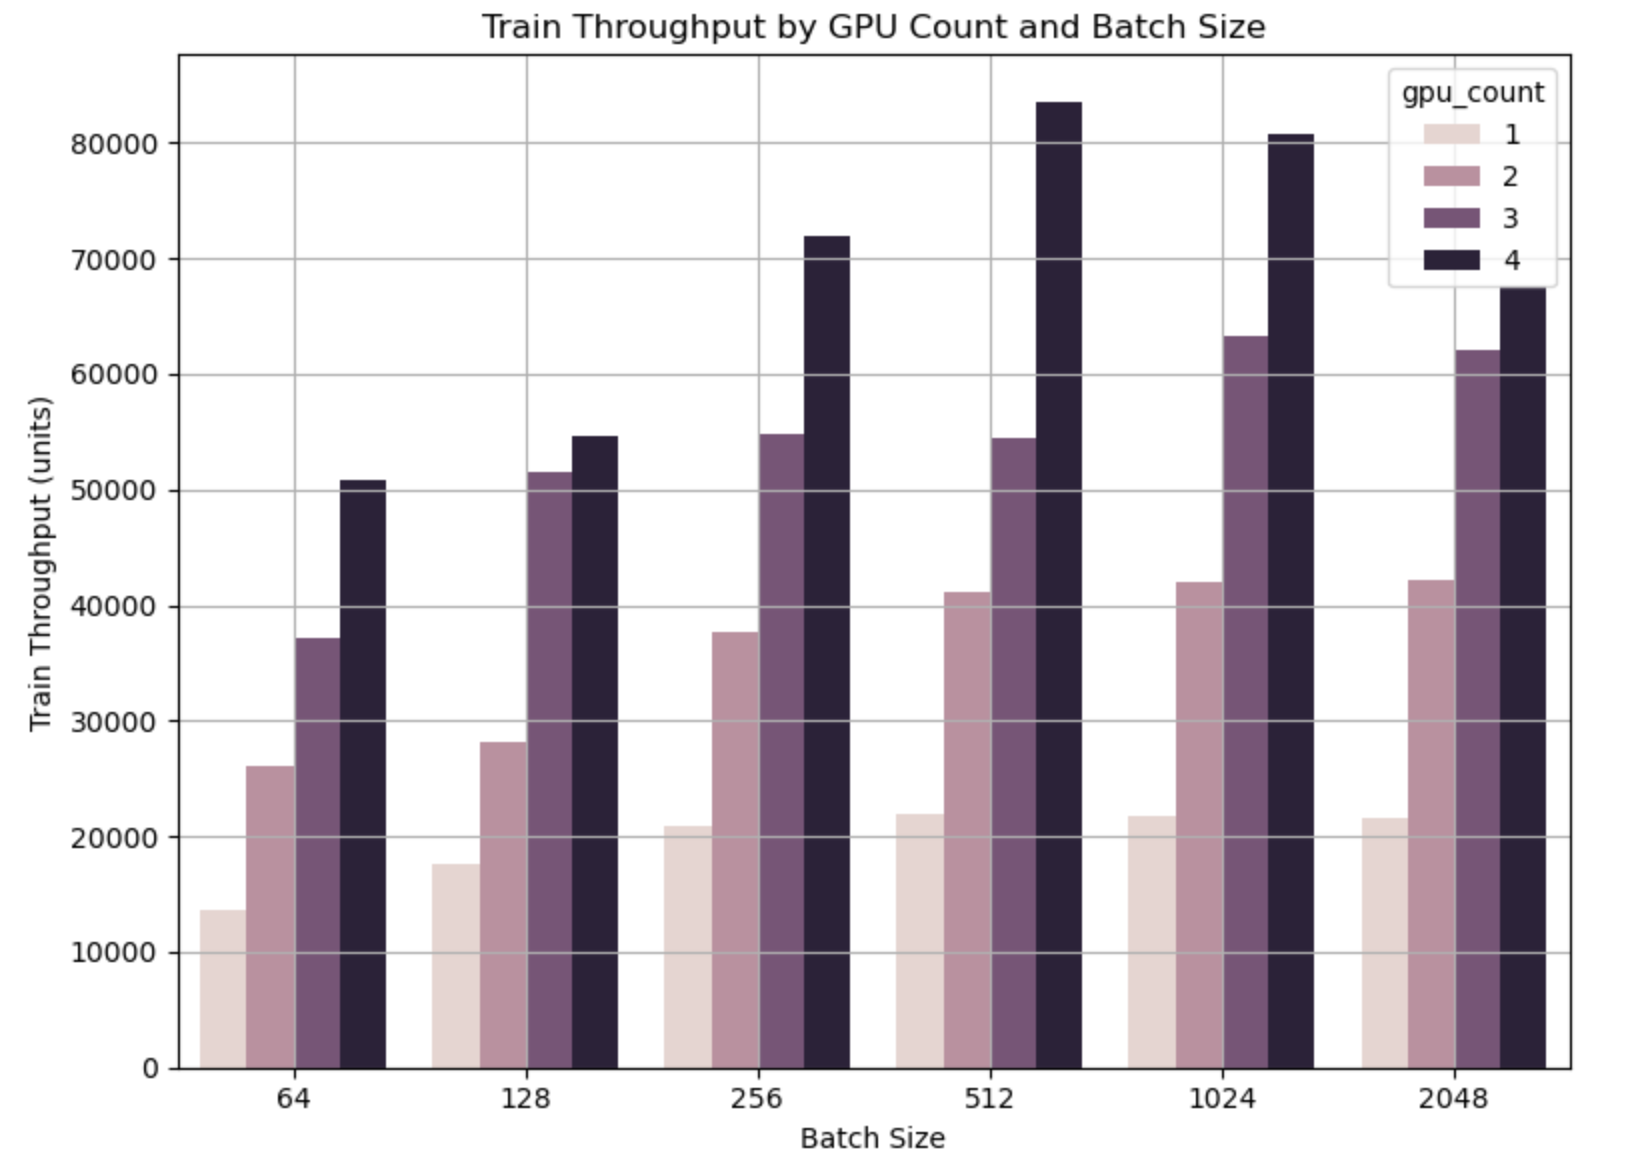 Train Throughput by GPU Count and Batch Size
gpu_count
1
2
3
4
80000
70000
60000
50000
40000
30000
20000
10000
0
Train Throughput (units)
64 128 256 512 1024 2048
Batch Size